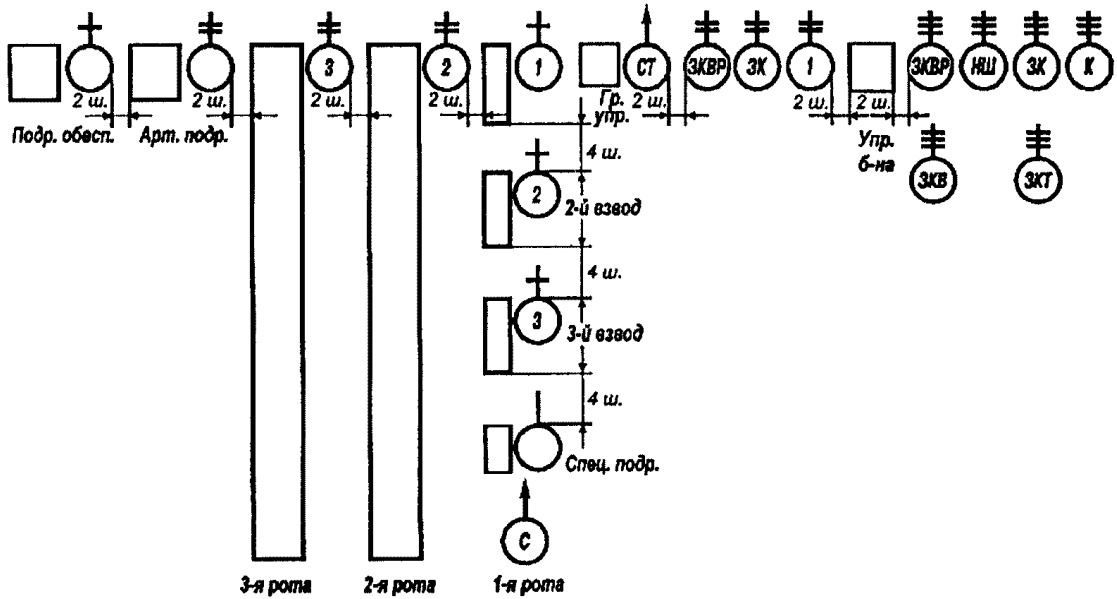 3
2
1
СТ
ЗКВР
ЗК
1
ЗКВР
НШ
ЗК
К
2 ш.
2 ш.
2 ш.
2 ш.
Гр.
упр.
2 ш.
2 ш.
2 ш.
Подр. обесп.
Арт. подр.
Упр.
б-на
4 ш.
ЗКВ
ЗКТ
2
2-й взвод
4 ш.
3
3-й взвод
4 ш.
Спец. подр.
С
3-я рота
2-я рота
1-я рота